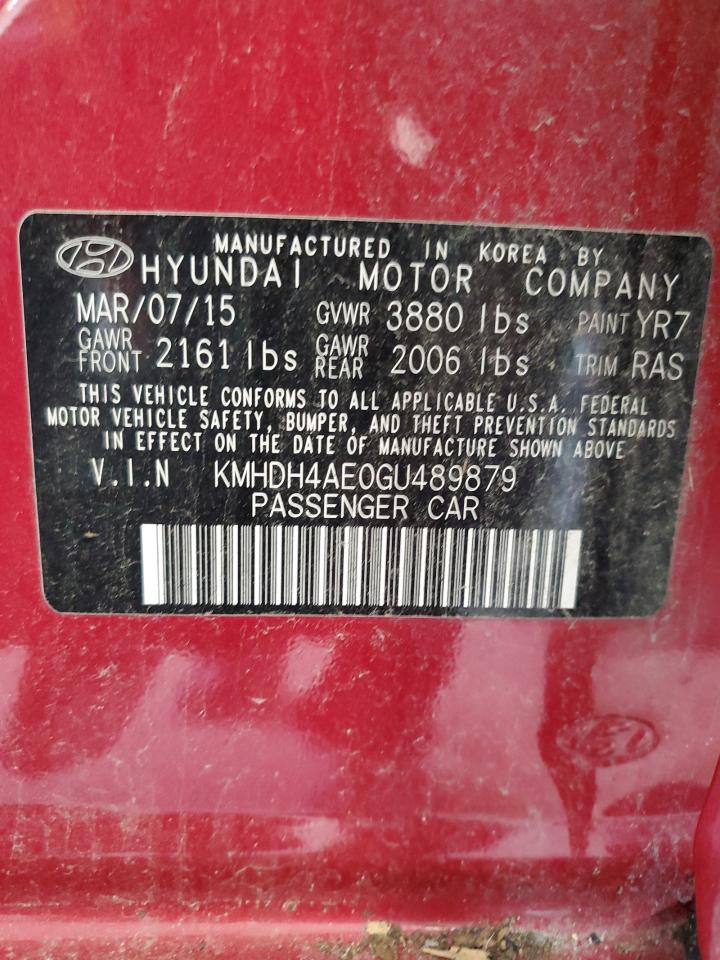 MANUFACTURED IN KOREA BY
HYUNDAI MOTOR COMPANY
MAR/07/15 GVWR 3880 lbs PAINT YR7
GAWR FRONT 2161 lbs GAWR REAR 2006 lbs TRIM RAS
THIS VEHICLE CONFORMS TO ALL APPLICABLE U.S.A. FEDERAL
MOTOR VEHICLE SAFETY, BUMPER, AND THEFT PREVENTION STANDARDS
IN EFFECT ON THE DATE OF MANUFACTURE SHOWN ABOVE
V.I.N KMHDH4AE0GU489879 A
PASSENGER CAR